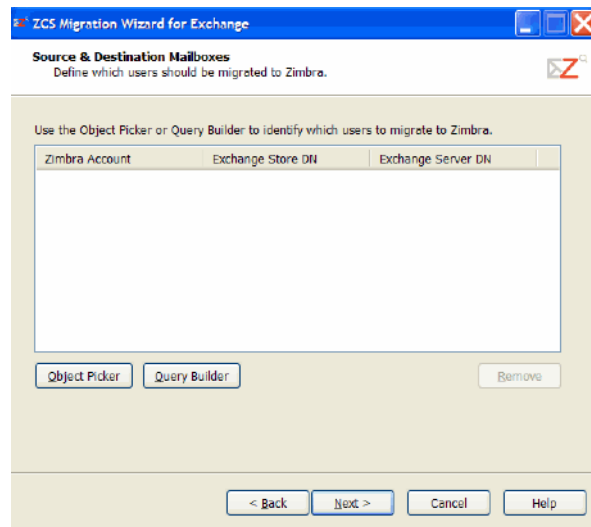 ZCS Migration Wizard for Exchange
Source & Destination Mailboxes
Define which users should be migrated to Zimbra.
Use the Object Picker or Query Builder to identify which users to migrate to Zimbra.
Zimbra Account Exchange Store DN Exchange Server DN
Object Picker Query Builder Remove
< Back Next > Cancel Help